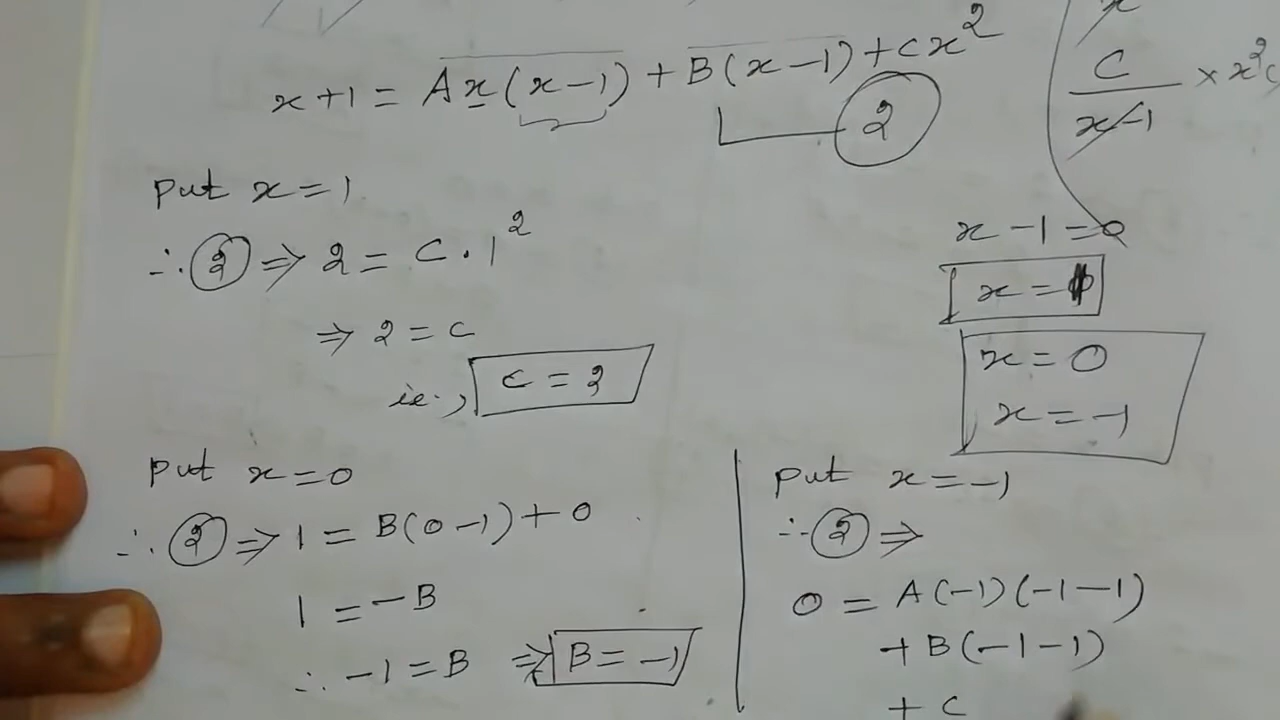 x + 1 = Ax(x-1) + B(x-1) + Cx²
2
x
C/(x-1) × x²
Put x = 1
∴ ② ⇒ 2 = C . 1²
⇒ 2 = C
ie., C = 2
x - 1 = 0
x = 1
x = 0
x = -1
Put x = 0
∴ ② ⇒ 1 = B(0-1) + 0
1 = -B
∴ -1 = B ⇒ B = -1
Put x = -1
∴ ② ⇒
0 = A(-1)(-1-1)
+ B(-1-1)
+ C